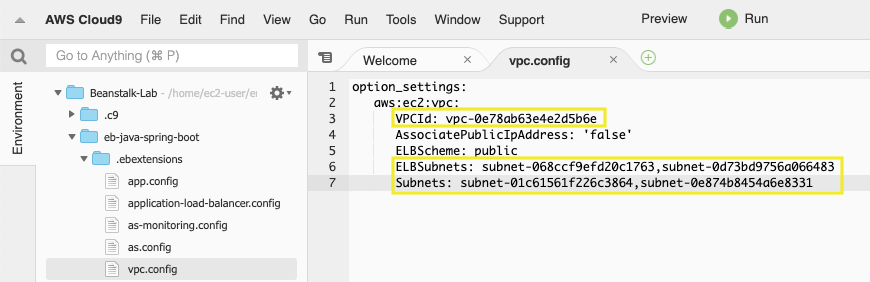 AWS Cloud9 File Edit Find View Go Run Tools Window Support Preview Run
Go to Anything (⌘ P)
Welcome × vpc.config ×
Environment
Beanstalk-Lab - /home/ec2-user/en
.c9
eb-java-spring-boot
.ebextensions
app.config
application-load-balancer.config
as-monitoring.config
as.config
vpc.config
1 option_settings:
2 aws:ec2:vpc:
3 VPCId: vpc-0e78ab63e4e2d5b6e
4 AssociatePublicIpAddress: 'false'
5 ELBScheme: public
6 ELBSubnets: subnet-068ccf9efd20c1763,subnet-0d73bd9756a066483
7 Subnets: subnet-01c61561f226c3864,subnet-0e874b8454a6e8331